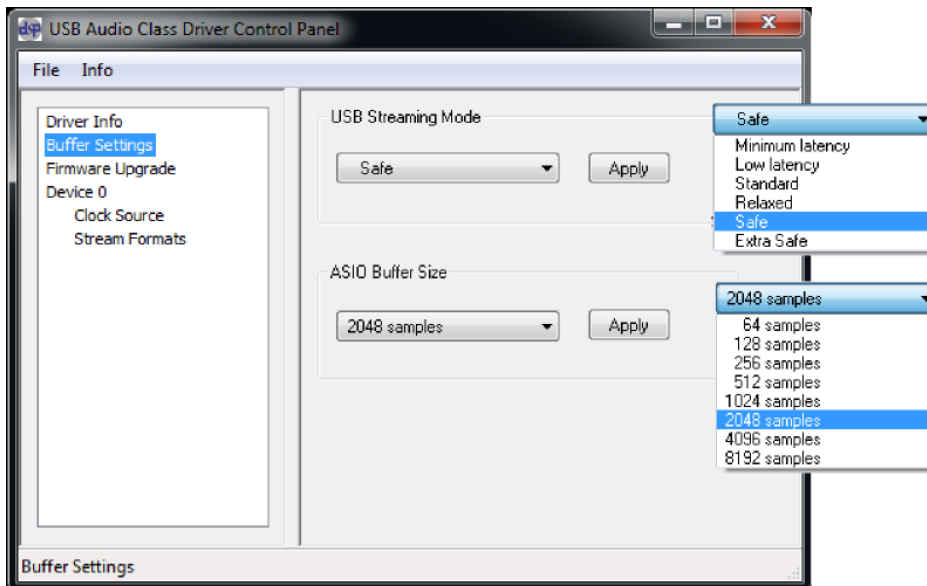 dsp USB Audio Class Driver Control Panel
File Info
Driver Info
Buffer Settings
Firmware Upgrade
Device 0
Clock Source
Stream Formats
USB Streaming Mode
Safe Apply
ASIO Buffer Size
2048 samples Apply
Safe
Minimum latency
Low latency
Standard
Relaxed
Safe
Extra Safe
2048 samples
64 samples
128 samples
256 samples
512 samples
1024 samples
2048 samples
4096 samples
8192 samples
Buffer Settings